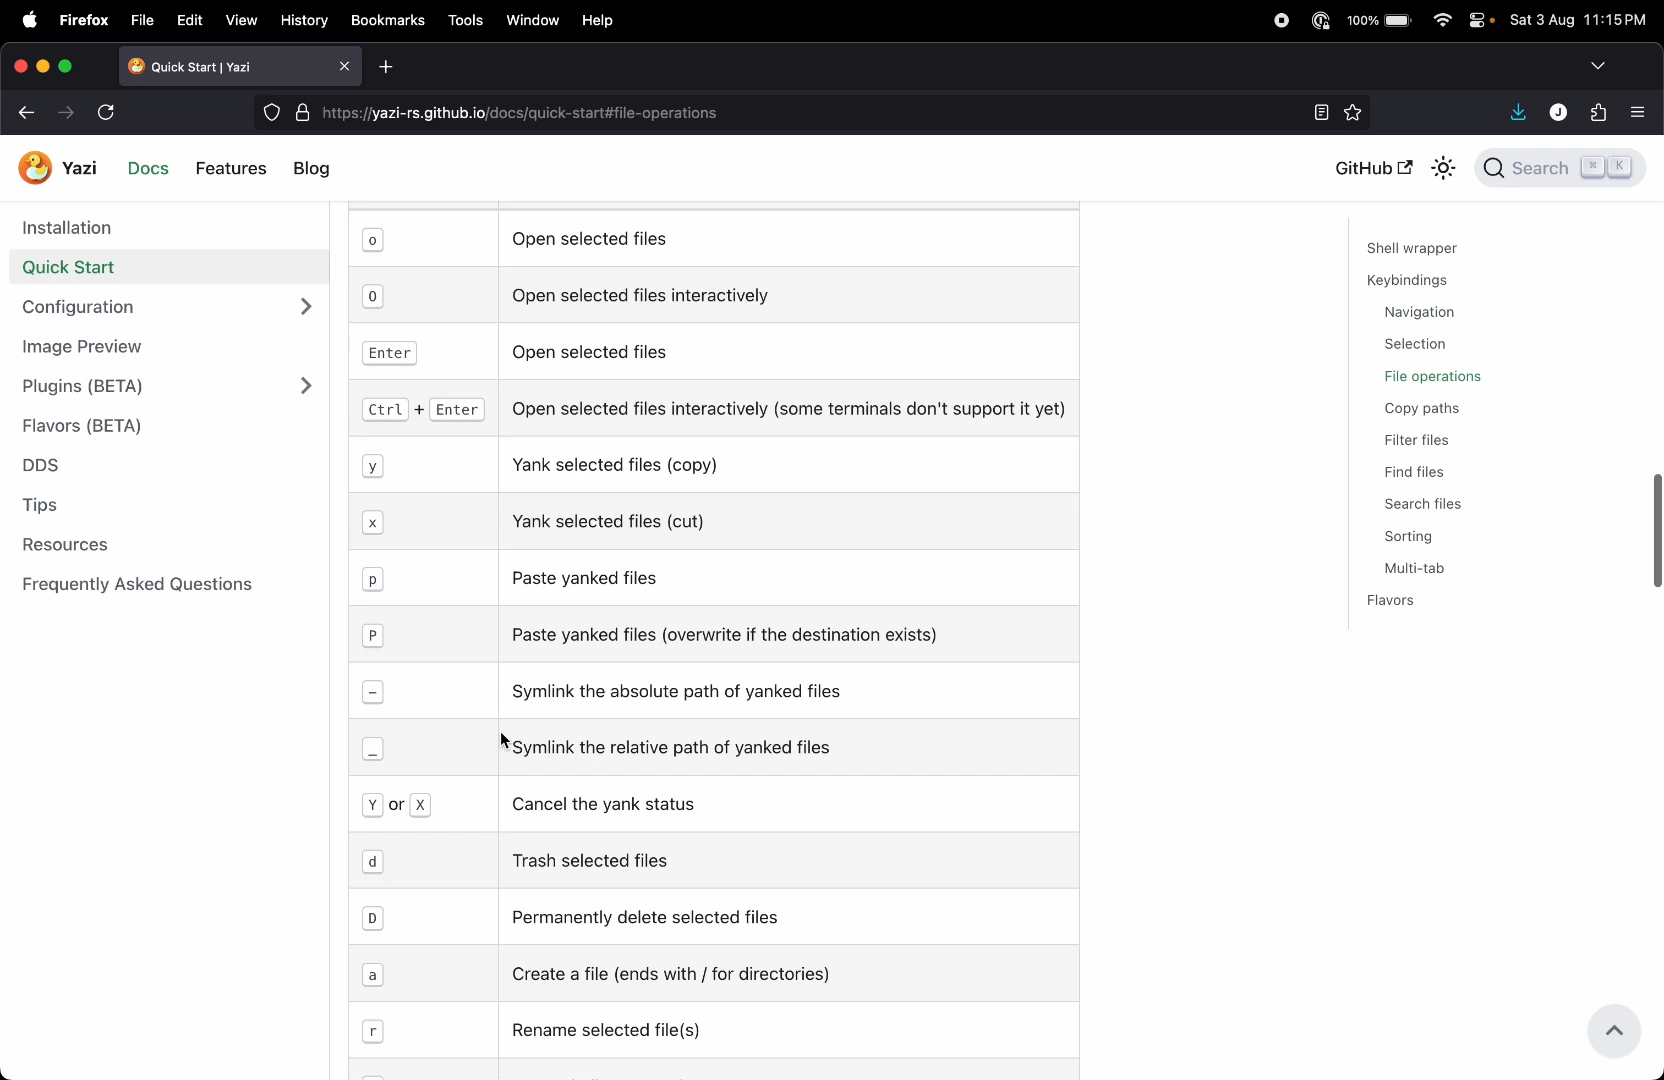 Firefox File Edit View History Bookmarks Tools Window Help 100% Sat 3 Aug 11:15 PM
Quick Start | Yazi
https://yazi-rs.github.io/docs/quick-start#file-operations J
Yazi Docs Features Blog GitHub Search ⌘ K
Installation
Quick Start
Configuration
Image Preview
Plugins (BETA)
Flavors (BETA)
DDS
Tips
Resources
Frequently Asked Questions
o Open selected files
O Open selected files interactively
Enter Open selected files
Ctrl + Enter Open selected files interactively (some terminals don't support it yet)
y Yank selected files (copy)
x Yank selected files (cut)
p Paste yanked files
P Paste yanked files (overwrite if the destination exists)
- Symlink the absolute path of yanked files
_ Symlink the relative path of yanked files
Y or X Cancel the yank status
d Trash selected files
D Permanently delete selected files
a Create a file (ends with / for directories)
r Rename selected file(s)
Shell wrapper
Keybindings
Navigation
Selection
File operations
Copy paths
Filter files
Find files
Search files
Sorting
Multi-tab
Flavors